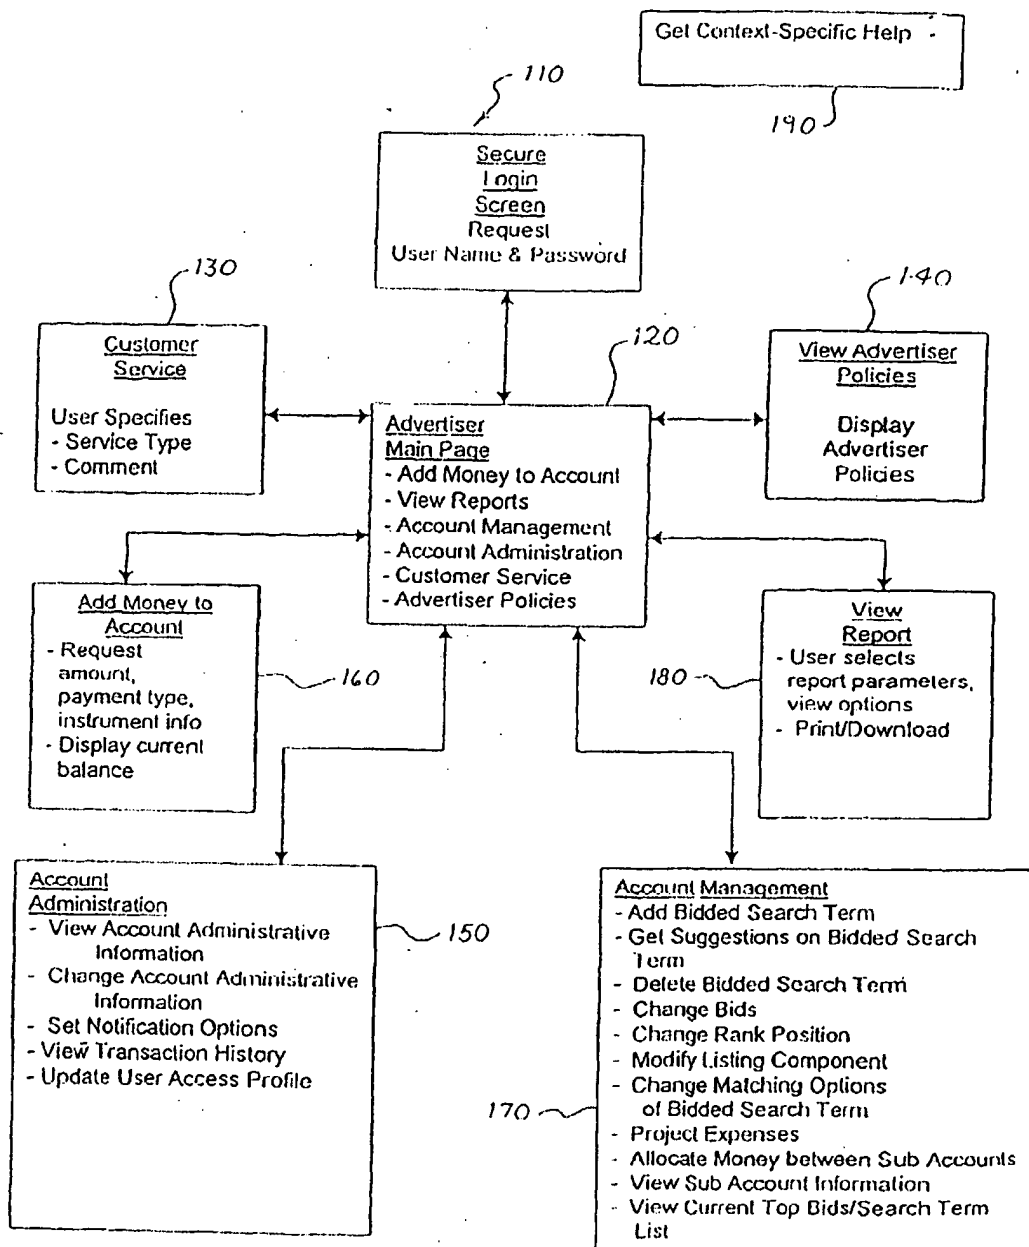 Get Context-Specific Help
190
110
Secure
Login
Screen
Request
User Name & Password
130
Customer
Service
User Specifies
- Service Type
- Comment
120
Advertiser
Main Page
- Add Money to Account
- View Reports
- Account Management
- Account Administration
- Customer Service
- Advertiser Policies
140
View Advertiser
Policies
Display
Advertiser
Policies
Add Money to
Account
- Request
amount,
payment type,
instrument info
- Display current
balance
160
180
View
Report
- User selects
report parameters,
view options
- Print/Download
Account
Administration
- View Account Administrative
Information
- Change Account Administrative
Information
- Set Notification Options
- View Transaction History
- Update User Access Profile
150
170
Account Management
- Add Bidded Search Term
- Get Suggestions on Bidded Search
Term
- Delete Bidded Search Term
- Change Bids
- Change Rank Position
- Modify Listing Component
- Change Matching Options
of Bidded Search Term
- Project Expenses
- Allocate Money between Sub Accounts
- View Sub Account Information
- View Current Top Bids/Search Term
List